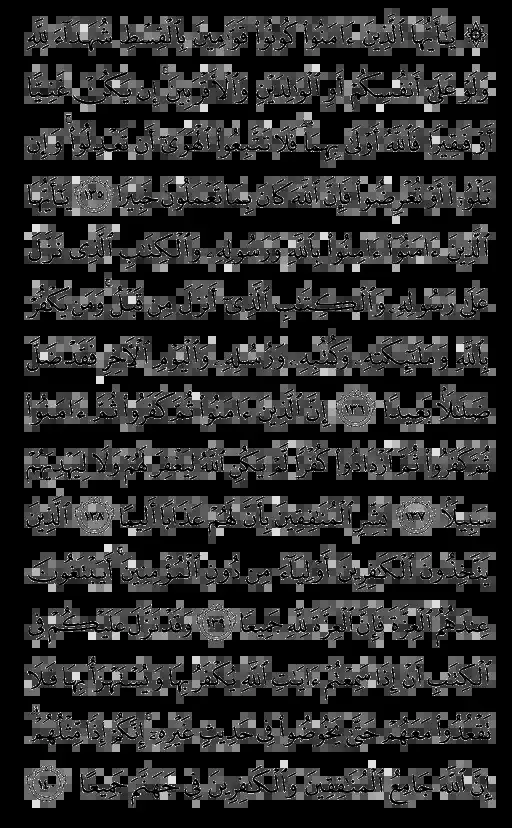 ۞ يَٰٓأَيُّهَا ٱلَّذِينَ ءَامَنُوا۟ كُونُوا۟ قَوَّٰمِينَ بِٱلْقِسْطِ شُهَدَآءَ لِلَّهِ
وَلَوْ عَلَىٰٓ أَنفُسِكُمْ أَوِ ٱلْوَٰلِدَيْنِ وَٱلْأَقْرَبِينَ ۚ إِن يَكُنْ غَنِيًّا
أَوْ فَقِيرًا فَٱللَّهُ أَوْلَىٰ بِهِمَا ۖ فَلَا تَتَّبِعُوا۟ ٱلْهَوَىٰٓ أَن تَعْدِلُوا۟ ۚ وَإِن
تَلْوُۥٓا۟ أَوْ تُعْرِضُوا۟ فَإِنَّ ٱللَّهَ كَانَ بِمَا تَعْمَلُونَ خَبِيرًا ١٣٥ يَٰٓأَيُّهَا
ٱلَّذِينَ ءَامَنُوٓا۟ ءَامِنُوا۟ بِٱللَّهِ وَرَسُولِهِۦ وَٱلْكِتَٰبِ ٱلَّذِى نَزَّلَ
عَلَىٰ رَسُولِهِۦ وَٱلْكِتَٰبِ ٱلَّذِىٓ أَنزَلَ مِن قَبْلُ ۚ وَمَن يَكْفُرْ
بِٱللَّهِ وَمَلَٰٓئِكَتِهِۦ وَكُتُبِهِۦ وَرُسُلِهِۦ وَٱلْيَوْمِ ٱلْءَاخِرِ فَقَدْ ضَلَّ
ضَلَٰلًۢا بَعِيدًا ١٣٦ إِنَّ ٱلَّذِينَ ءَامَنُوا۟ ثُمَّ كَفَرُوا۟ ثُمَّ ءَامَنُوا۟
ثُمَّ كَفَرُوا۟ ثُمَّ ٱزْدَادُوا۟ كُفْرًا لَّمْ يَكُنِ ٱللَّهُ لِيَغْفِرَ لَهُمْ وَلَا لِيَهْدِيَهُمْ
سَبِيلًۢا ١٣٧ بَشِّرِ ٱلْمُنَٰفِقِينَ بِأَنَّ لَهُمْ عَذَابًا أَلِيمًا ١٣٨ ٱلَّذِينَ
يَتَّخِذُونَ ٱلْكَٰفِرِينَ أَوْلِيَآءَ مِن دُونِ ٱلْمُؤْمِنِينَ ۚ أَيَبْتَغُونَ
عِندَهُمُ ٱلْعِزَّةَ فَإِنَّ ٱلْعِزَّةَ لِلَّهِ جَمِيعًا ١٣٩ وَقَدْ نَزَّلَ عَلَيْكُمْ فِى
ٱلْكِتَٰبِ أَنْ إِذَا سَمِعْتُمْ ءَايَٰتِ ٱللَّهِ يُكْفَرُ بِهَا وَيُسْتَهْزَأُ بِهَا فَلَا
تَقْعُدُوا۟ مَعَهُمْ حَتَّىٰ يَخُوضُوا۟ فِى حَدِيثٍ غَيْرِهِۦٓ ۚ إِنَّكُمْ إِذًا مِّثْلُهُمْ ۗ
إِنَّ ٱللَّهَ جَامِعُ ٱلْمُنَٰفِقِينَ وَٱلْكَٰفِرِينَ فِى جَهَنَّمَ جَمِيعًا ١٤٠